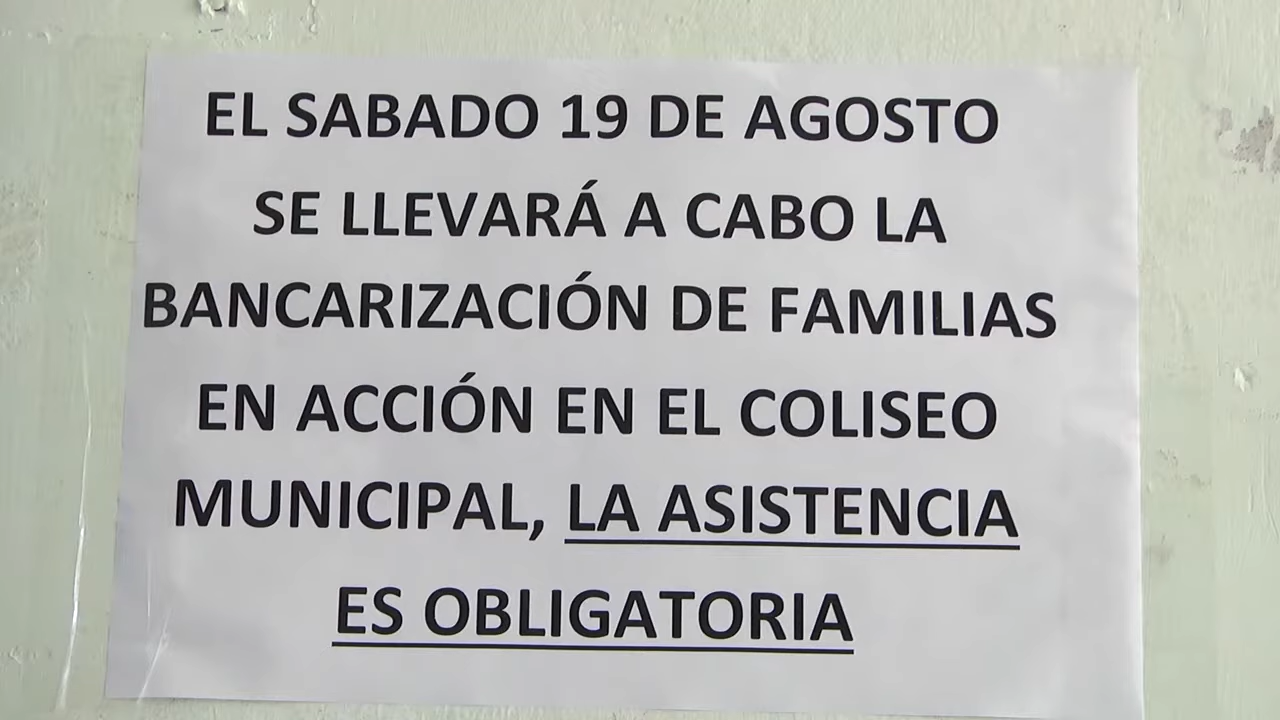 EL SABADO 19 DE AGOSTO
SE LLEVARÁ A CABO LA
BANCARIZACIÓN DE FAMILIAS
EN ACCIÓN EN EL COLISEO
MUNICIPAL, LA ASISTENCIA
ES OBLIGATORIA